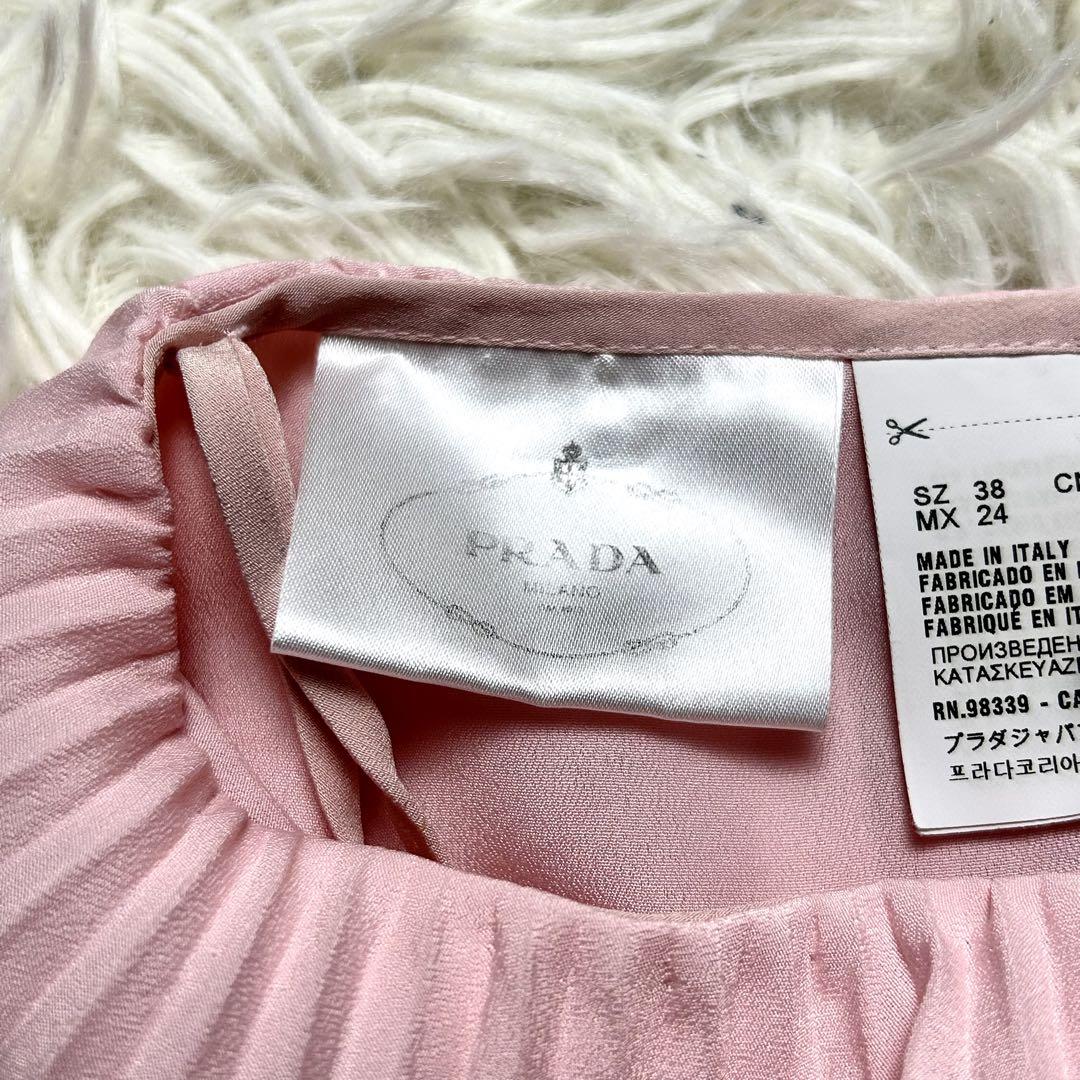 PRADA
MILANO
SZ 38
MX 24
MADE IN ITALY
FABRICADO EN
FABRICADO EM
FABRIQUÉ EN IT
ПРОИЗВЕДЕН
ΚΑΤΑΣΚΕΥΑΖ
RN.98339 - CA
プラダジャパ
프라다코리아